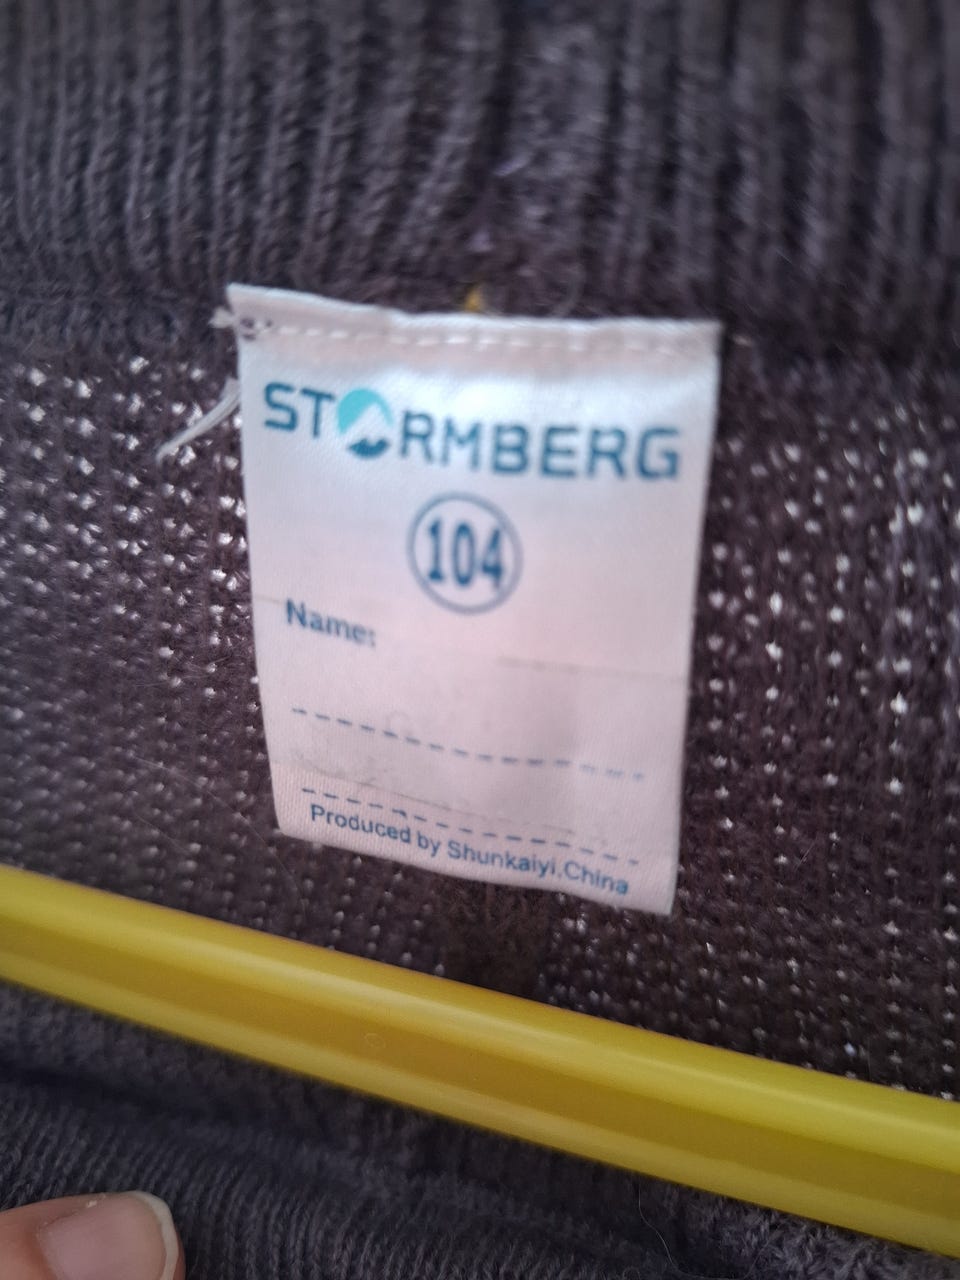 STORMBERG
104
Name:
Produced by Shunkaiyi,China